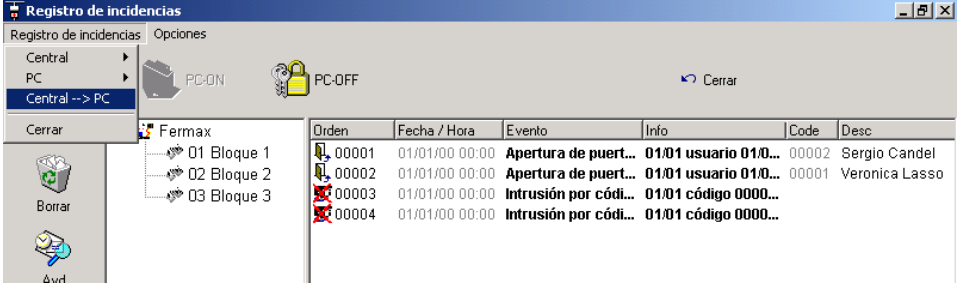 Registro de incidencias
Registro de incidencias Opciones
Central
PC
Central --> PC
Cerrar
PC-ON
PC-OFF
Cerrar
Borrar
Fermax
01 Bloque 1
02 Bloque 2
03 Bloque 3
Orden Fecha / Hora Evento Info Code Desc
00001 01/01/00 00:00 Apertura de puert... 01/01 usuario 01/0... 00002 Sergio Candel
00002 01/01/00 00:00 Apertura de puert... 01/01 usuario 01/0... 00001 Veronica Lasso
00003 01/01/00 00:00 Intrusión por códi... 01/01 código 0000...
00004 01/01/00 00:00 Intrusión por códi... 01/01 código 0000...